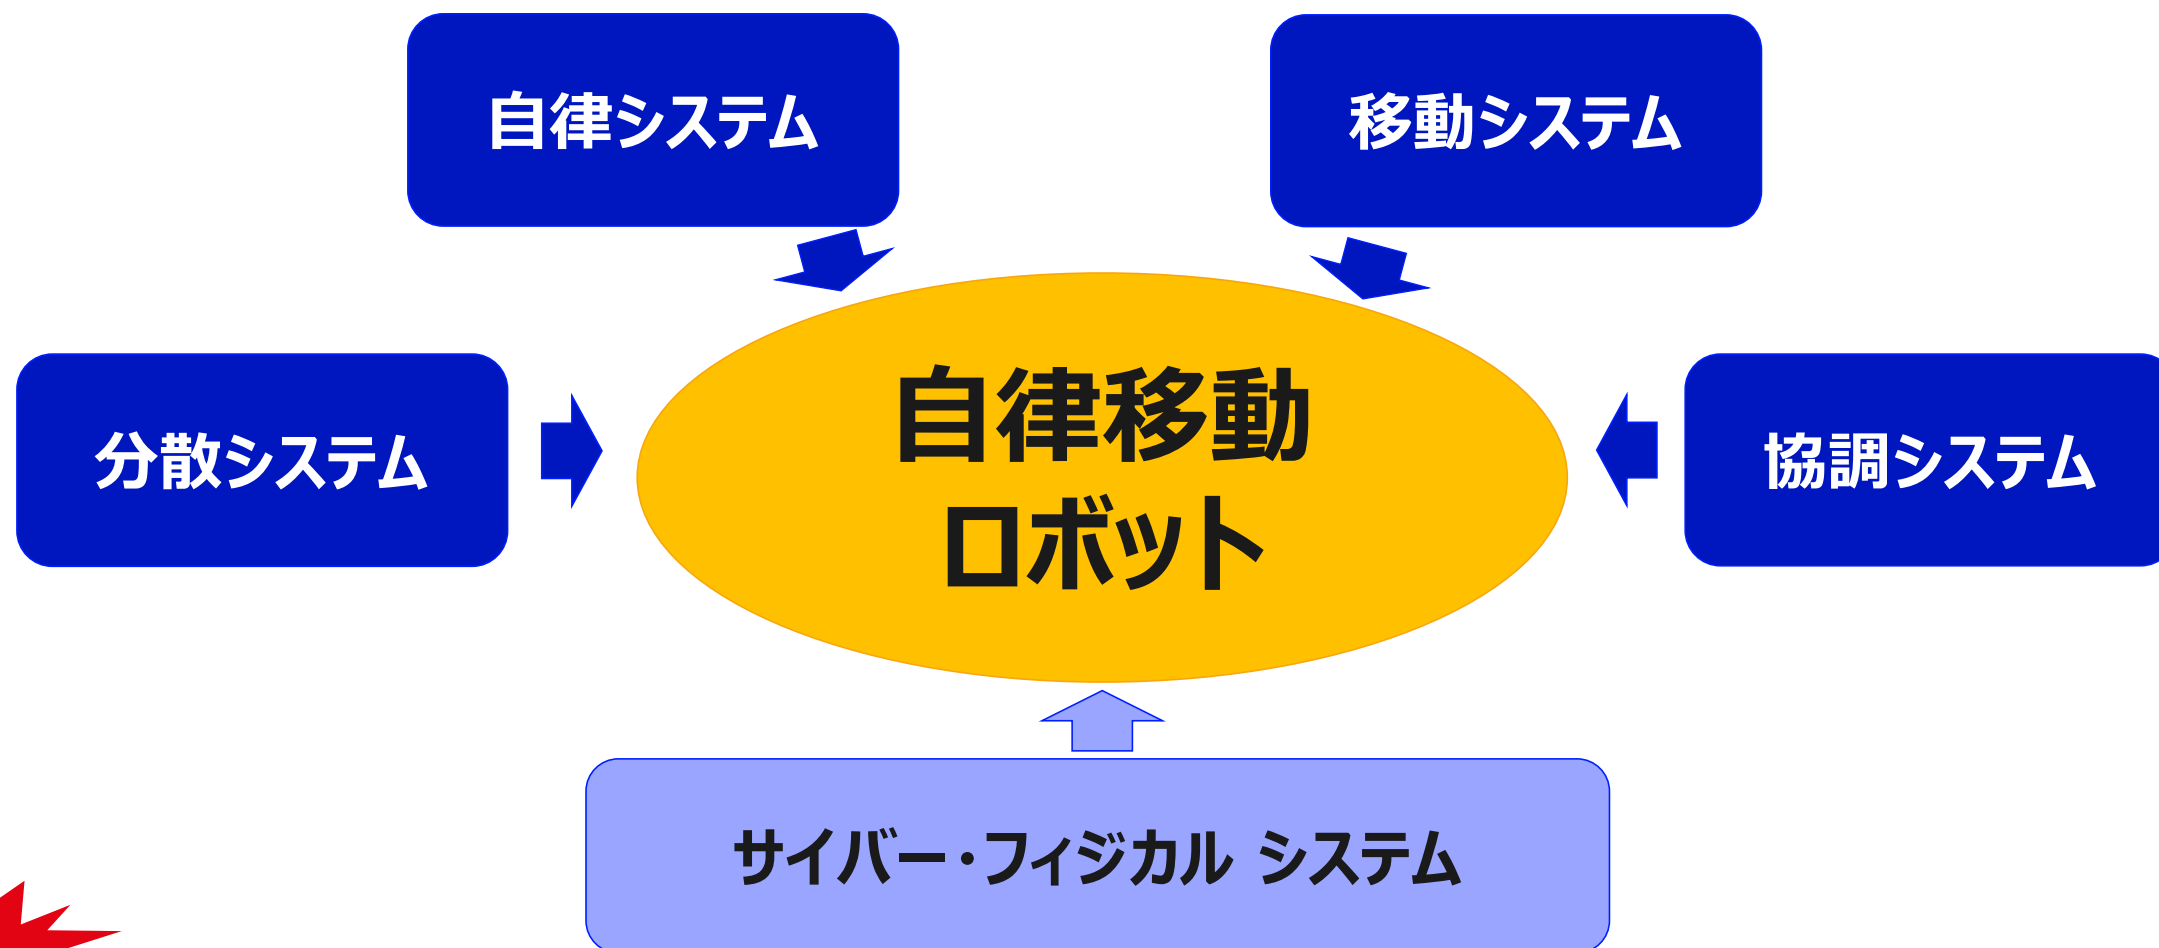 自律システム
移動システム
分散システム
自律移動
ロボット
協調システム
サイバー・フィジカル システム